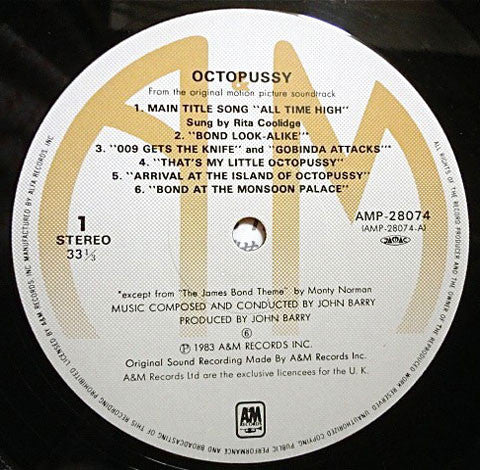 OCTOPUSSY
From the original motion picture soundtrack
1. MAIN TITLE SONG "ALL TIME HIGH"
Sung by Rita Coolidge
2. "BOND LOOK-ALIKE"*
3. "009 GETS THE KNIFE" and "GOBINDA ATTACKS"*
4. "THAT'S MY LITTLE OCTOPUSSY"
5. "ARRIVAL AT THE ISLAND OF OCTOPUSSY"
6. "BOND AT THE MONSOON PALACE"
1
STEREO
33⅓
AMP-28074
(AMP-28074-A)
*except from "The James Bond Theme" by Monty Norman
MUSIC COMPOSED AND CONDUCTED BY JOHN BARRY
PRODUCED BY JOHN BARRY
⑥
Ⓟ 1983 A&M RECORDS INC.
Original Sound Recording Made By A&M Records Inc.
A&M Records Ltd are the exclusive licencees for the U. K.
A&M
RECORDS
ALL RIGHTS OF THE RECORD PRODUCER AND THE OWNER OF THE REPRODUCED WORK RESERVED. UNAUTHORIZED COPYING, PUBLIC PERFORMANCE AND BROADCASTING OF THIS RECORDING PROHIBITED. LICENSED BY A&M RECORDS INC. MANUFACTURED BY ALFA RECORDS INC.